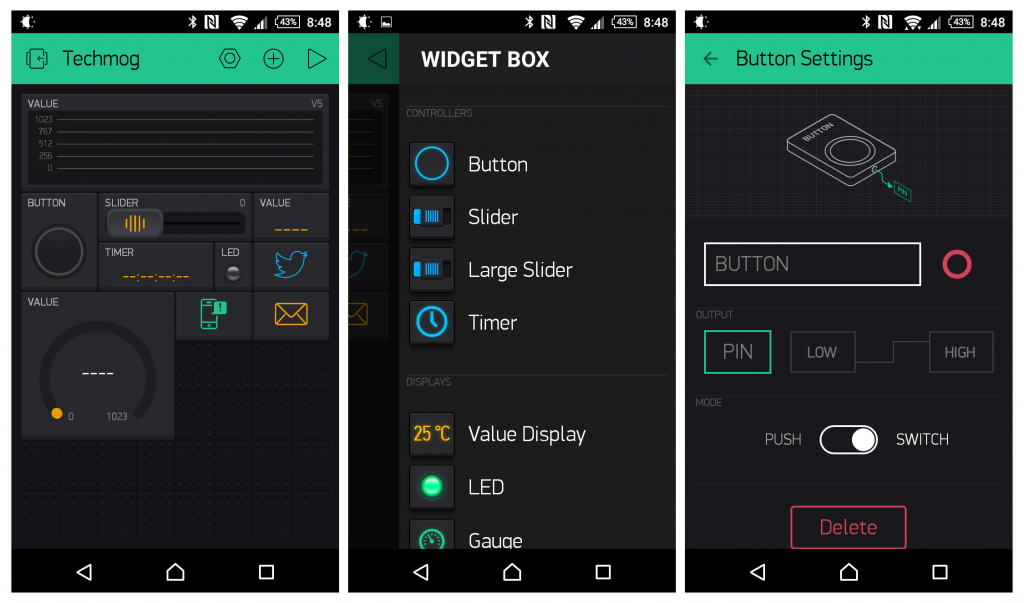 43% 8:48
Techmog
VALUE V5
1023
767
512
256
0
BUTTON
SLIDER 0
VALUE
----
TIMER
--:--:--
LED
VALUE
----
0 1023
43% 8:48
WIDGET BOX
V5
CONTROLLERS
Button
Slider
Large Slider
Timer
DISPLAYS
25 °C Value Display
LED
Gauge
43% 8:48
Button Settings
BUTTON
PIN
BUTTON
OUTPUT
PIN LOW HIGH
MODE
PUSH SWITCH
Delete